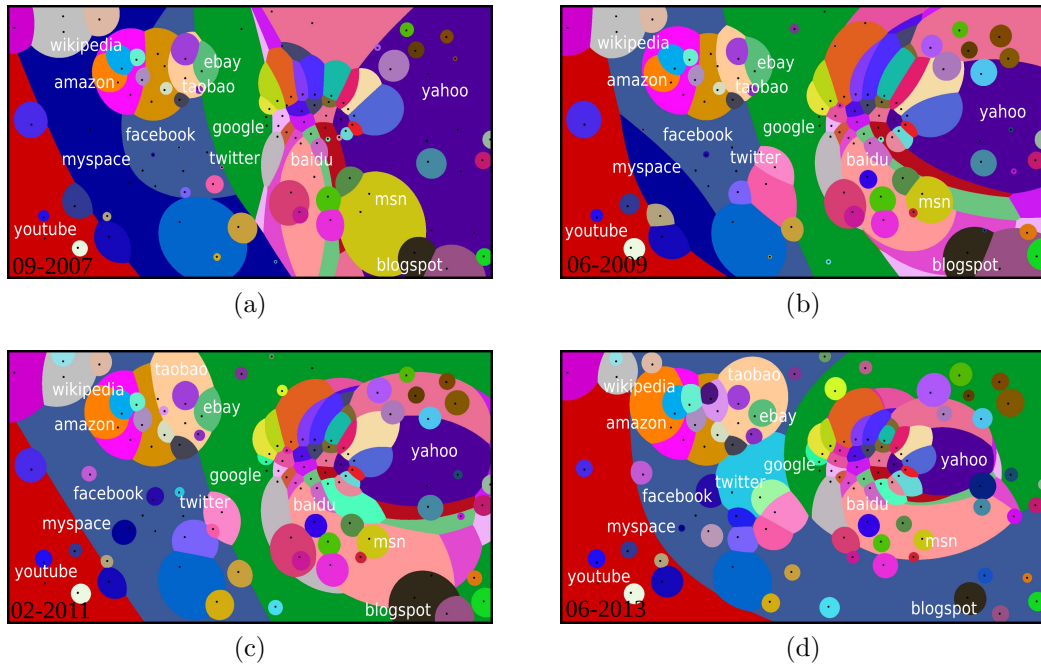 wikipedia
ebay
amazon
taobao
yahoo
facebook
google
myspace
twitter
baidu
msn
youtube
blogspot
09-2007
(a)
wikipedia
ebay
amazon
taobao
yahoo
facebook
google
myspace
twitter
baidu
msn
youtube
blogspot
06-2009
(b)
taobao
wikipedia
ebay
amazon
yahoo
google
facebook
twitter
baidu
myspace
msn
youtube
blogspot
02-2011
(c)
taobao
wikipedia
ebay
amazon
yahoo
google
twitter
facebook
baidu
myspace
msn
youtube
blogspot
06-2013
(d)